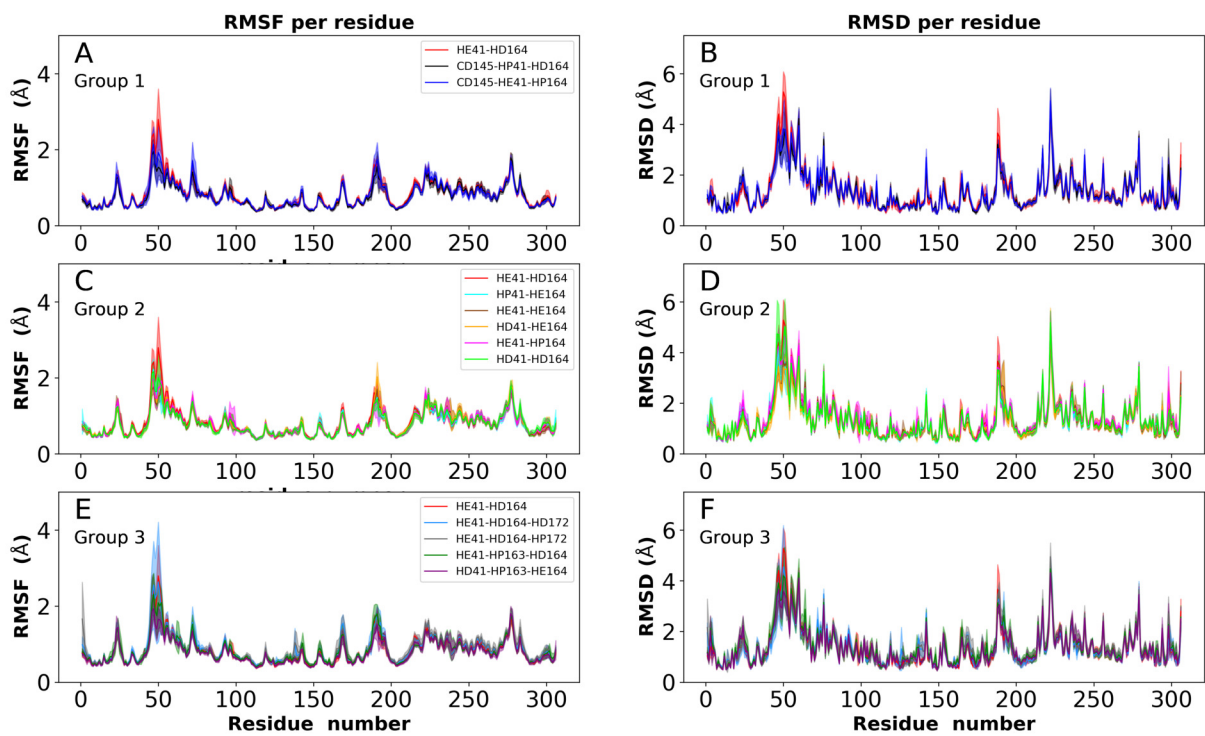 RMSF per residue
RMSD per residue
A
Group 1
HE41-HD164
CD145-HP41-HD164
CD145-HE41-HP164
RMSF (Å)
4
2
0
0 50 100 150 200 250 300
B
Group 1
RMSD (Å)
6
4
2
0
0 50 100 150 200 250 300
C
Group 2
HE41-HD164
HP41-HE164
HE41-HE164
HD41-HE164
HE41-HP164
HD41-HD164
RMSF (Å)
4
2
0
0 50 100 150 200 250 300
D
Group 2
RMSD (Å)
6
4
2
0
0 50 100 150 200 250 300
E
Group 3
HE41-HD164
HE41-HD164-HD172
HE41-HD164-HP172
HE41-HP163-HD164
HD41-HP163-HE164
RMSF (Å)
4
2
0
0 50 100 150 200 250 300
Residue number
F
Group 3
RMSD (Å)
6
4
2
0
0 50 100 150 200 250 300
Residue number